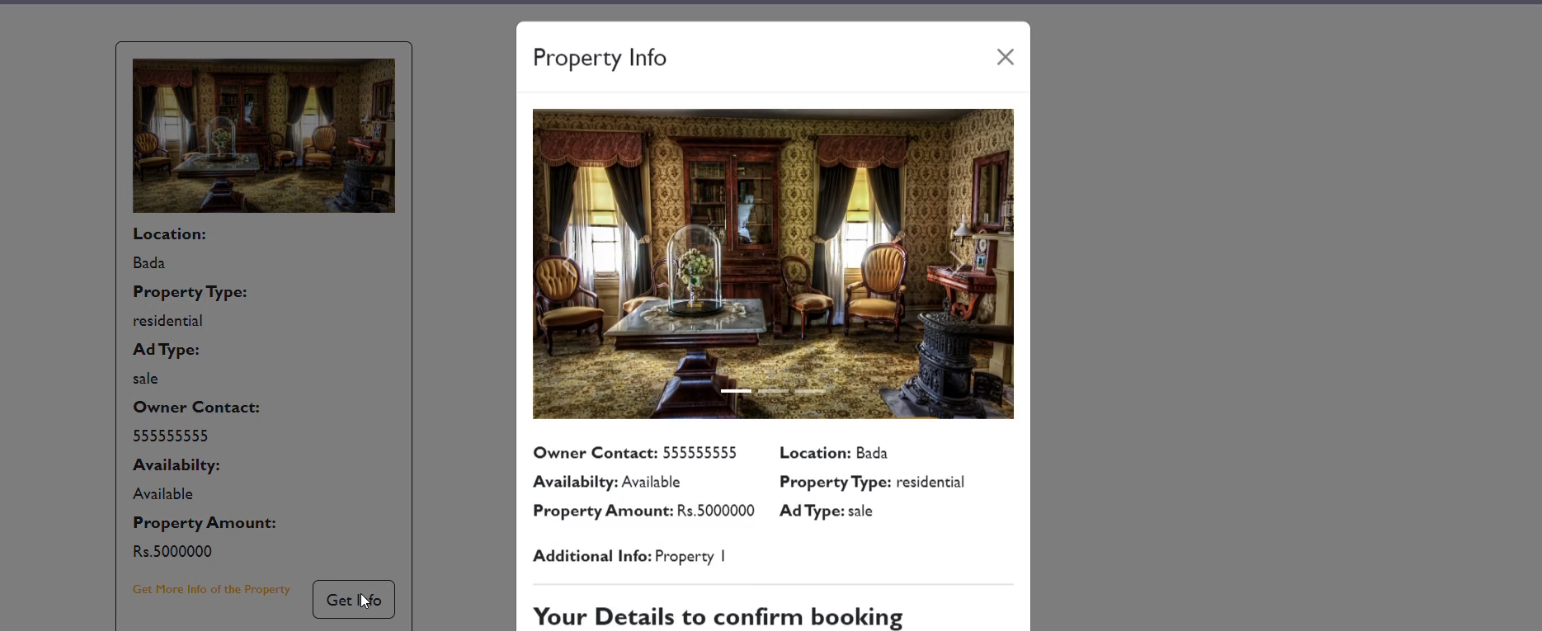 Location:
Bada
Property Type:
residential
Ad Type:
sale
Owner Contact:
555555555
Availabilty:
Available
Property Amount:
Rs.5000000
Get More Info of the Property
Get Info
Property Info
Owner Contact: 555555555
Location: Bada
Availabilty: Available
Property Type: residential
Property Amount: Rs.5000000
Ad Type: sale
Additional Info: Property 1
Your Details to confirm booking